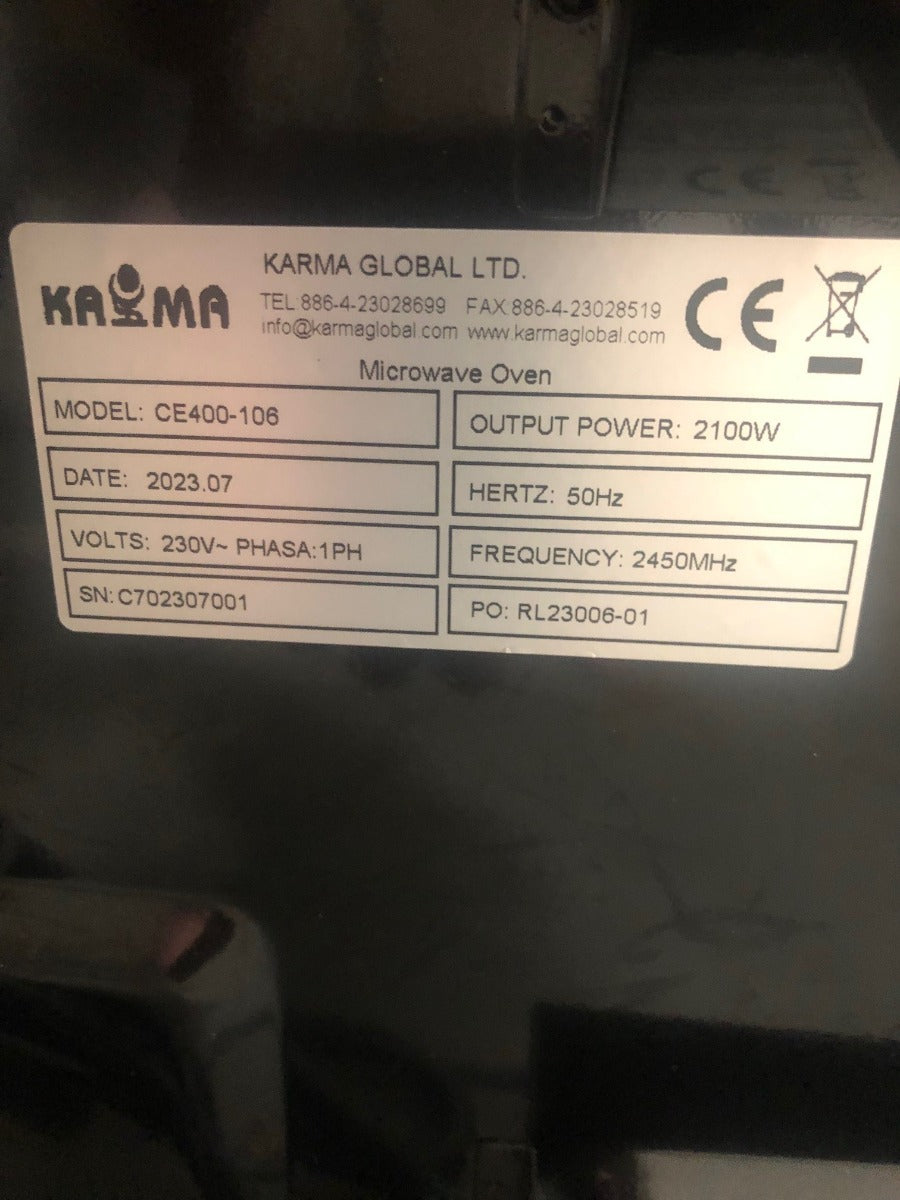 KARMA
KARMA GLOBAL LTD.
TEL 886-4-23028699 FAX 886-4-23028519
info@karmaglobal.com www.karmaglobal.com
CE
Microwave Oven
MODEL: CE400-106
OUTPUT POWER: 2100W
DATE: 2023.07
HERTZ: 50Hz
VOLTS: 230V~ PHASA:1PH
FREQUENCY: 2450MHz
SN: C702307001
PO: RL23006-01